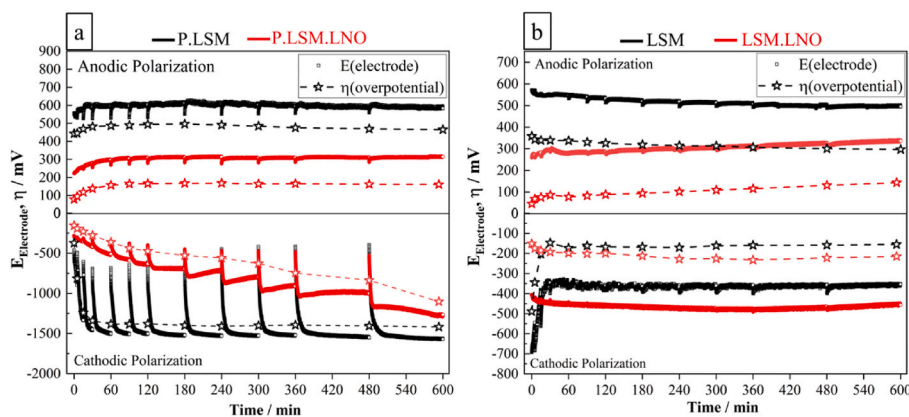 a
P.LSM P.LSM.LNO
Anodic Polarization
E(electrode)
η(overpotential)
900
800
700
600
500
400
300
200
100
0
-500
-1000
-1500
-2000
E Electrode, η / mV
Cathodic Polarization
0 60 120 180 240 300 360 420 480 540 600
Time / min
b
LSM LSM.LNO
Anodic Polarization
E(electrode)
η(overpotential)
700
600
500
400
300
200
100
0
-100
-200
-300
-400
-500
-600
-700
-800
E Electrode, η / mV
Cathodic Polarization
0 60 120 180 240 300 360 420 480 540 600
Time / min